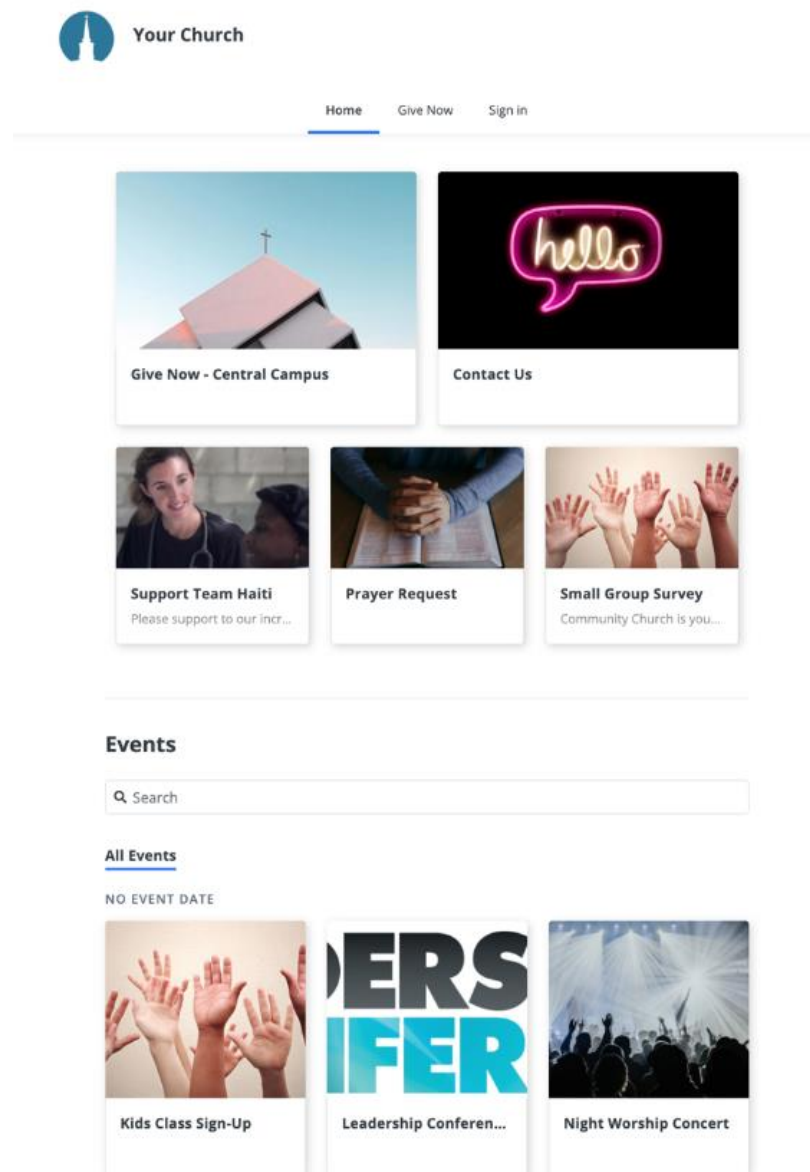 Your Church
Home Give Now Sign in
hello
Give Now - Central Campus Contact Us
Support Team Haiti Prayer Request Small Group Survey
Please support to our incr... Community Church is you...
Events
Search
All Events
NO EVENT DATE
DERS
IFER
Kids Class Sign-Up Leadership Conferen... Night Worship Concert